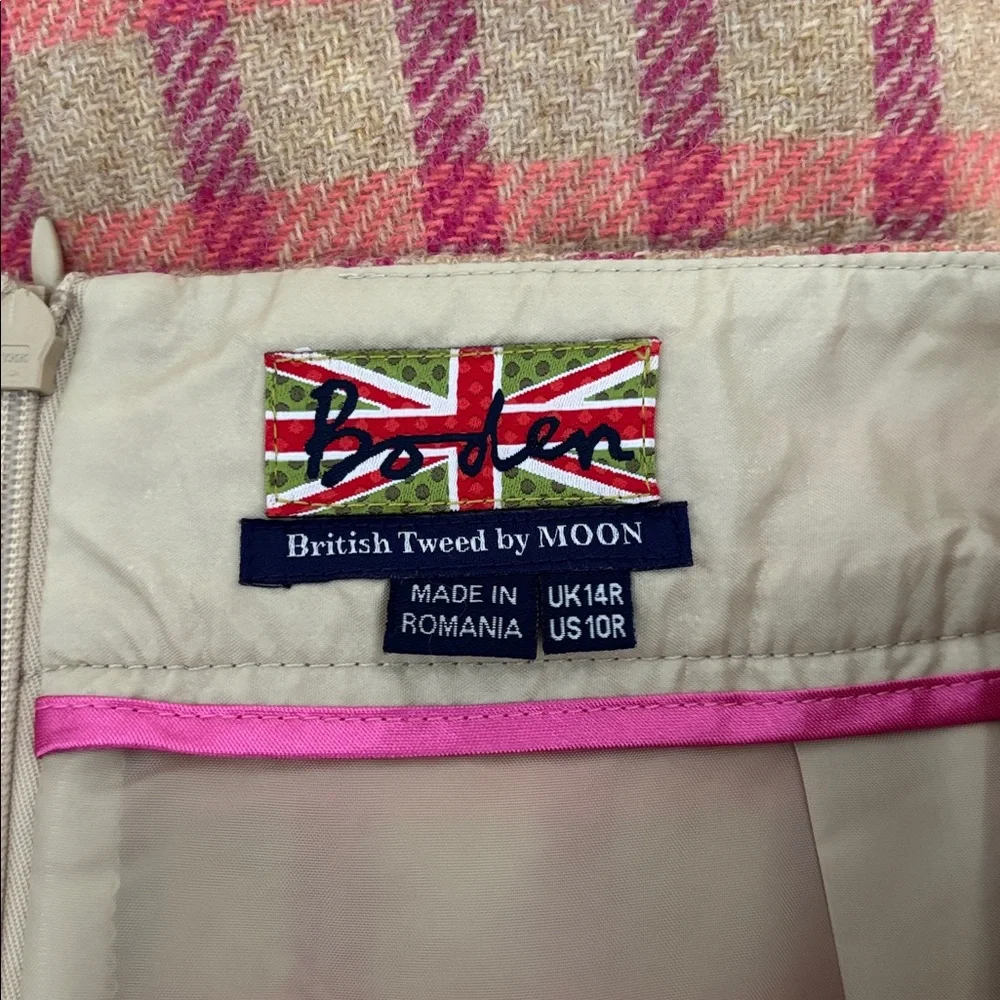 Boden
British Tweed by MOON
MADE IN
ROMANIA
UK14R
US10R